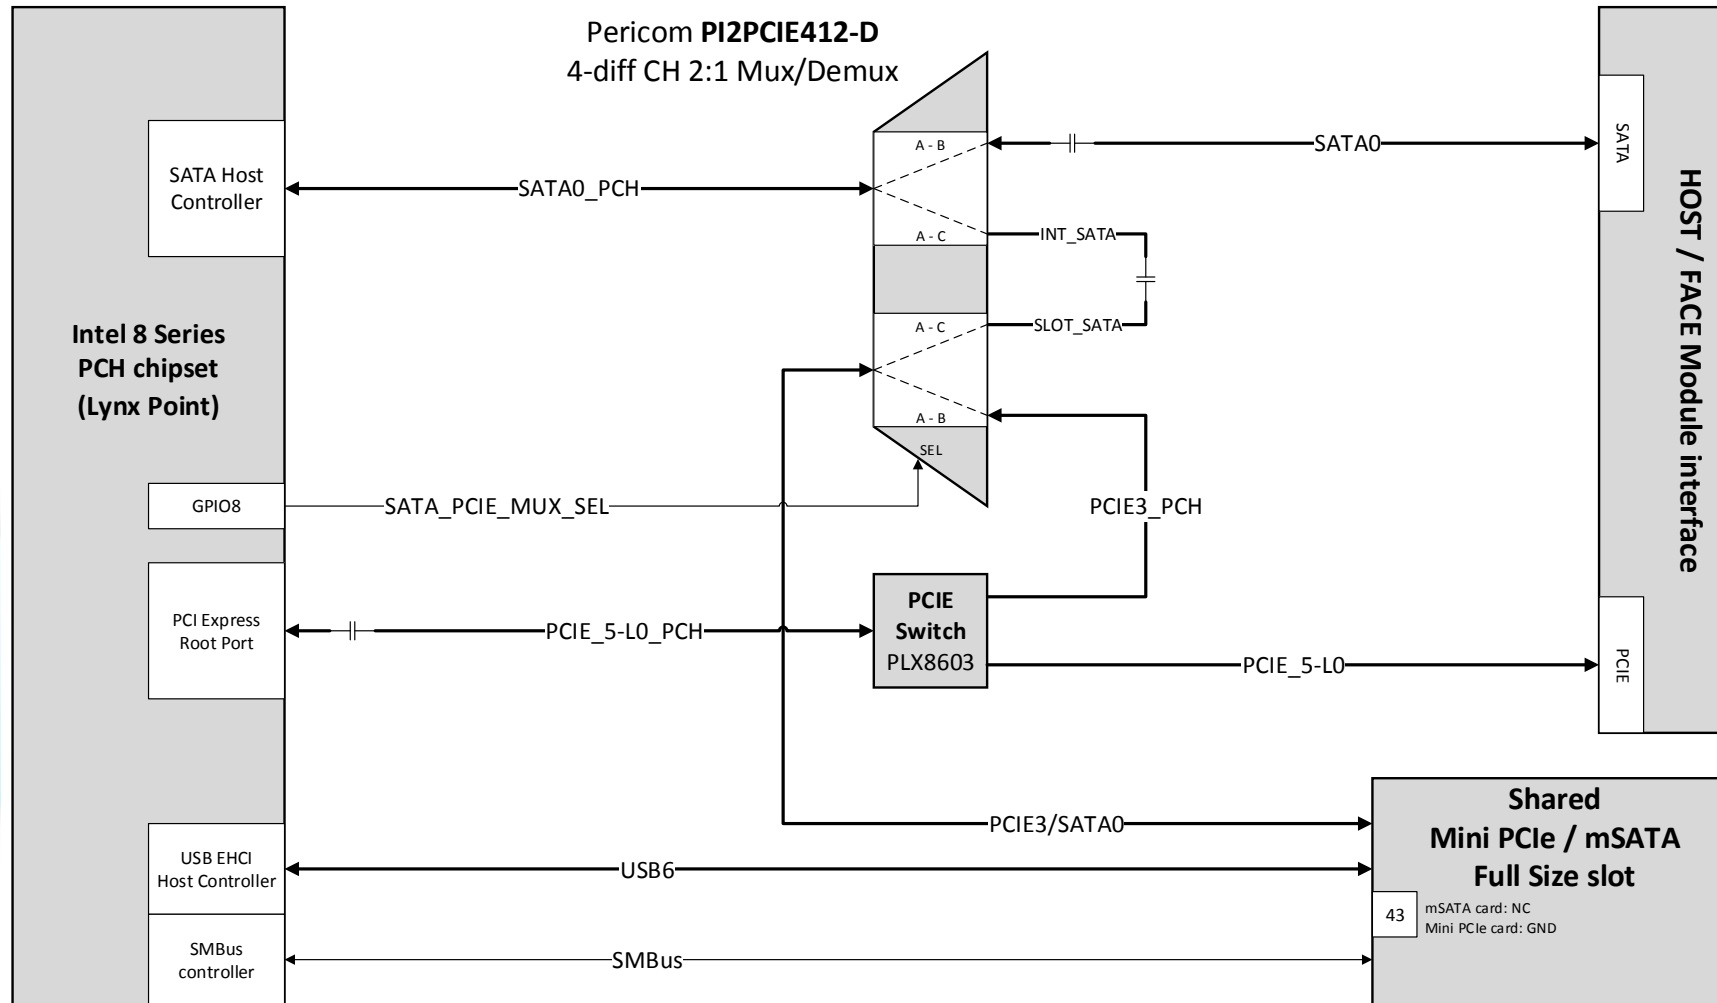 Pericom PI2PCIE412-D
4-diff CH 2:1 Mux/Demux
A - B
SATA0
SATA
SATA Host
Controller
SATA0_PCH
A - C
INT_SATA
HOST / FACE Module interface
Intel 8 Series
PCH chipset
(Lynx Point)
A - C
SLOT_SATA
A - B
SEL
GPIO8
SATA_PCIE_MUX_SEL
PCIE3_PCH
PCI Express
Root Port
PCIE_5-L0_PCH
PCIE
Switch
PLX8603
PCIE_5-L0
PCIE
PCIE3/SATA0
Shared
Mini PCIe / mSATA
Full Size slot
USB EHCI
Host Controller
USB6
43
mSATA card: NC
Mini PCIe card: GND
SMBus
controller
SMBus